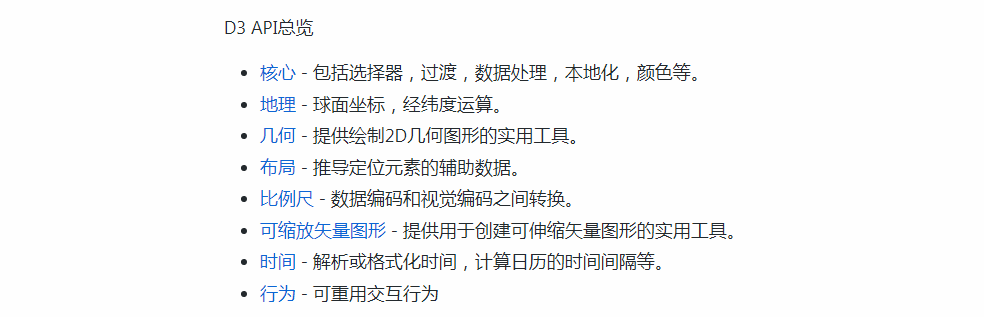 D3 API总览
核心 - 包括选择器，过渡，数据处理，本地化，颜色等。
地理 - 球面坐标，经纬度运算。
几何 - 提供绘制2D几何图形的实用工具。
布局 - 推导定位元素的辅助数据。
比例尺 - 数据编码和视觉编码之间转换。
可缩放矢量图形 - 提供用于创建可伸缩矢量图形的实用工具。
时间 - 解析或格式化时间，计算日历的时间间隔等。
行为 - 可重用交互行为